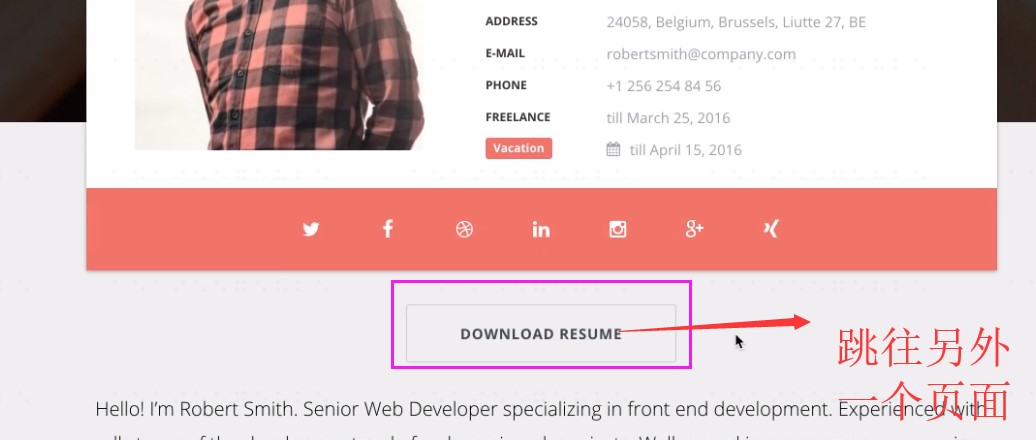 ADDRESS 24058, Belgium, Brussels, Liutte 27, BE
E-MAIL robertsmith@company.com
PHONE +1 256 254 84 56
FREELANCE till March 25, 2016
Vacation till April 15, 2016
DOWNLOAD RESUME
跳往另外
一个页面
Hello! I'm Robert Smith. Senior Web Developer specializing in front end development. Experienced with